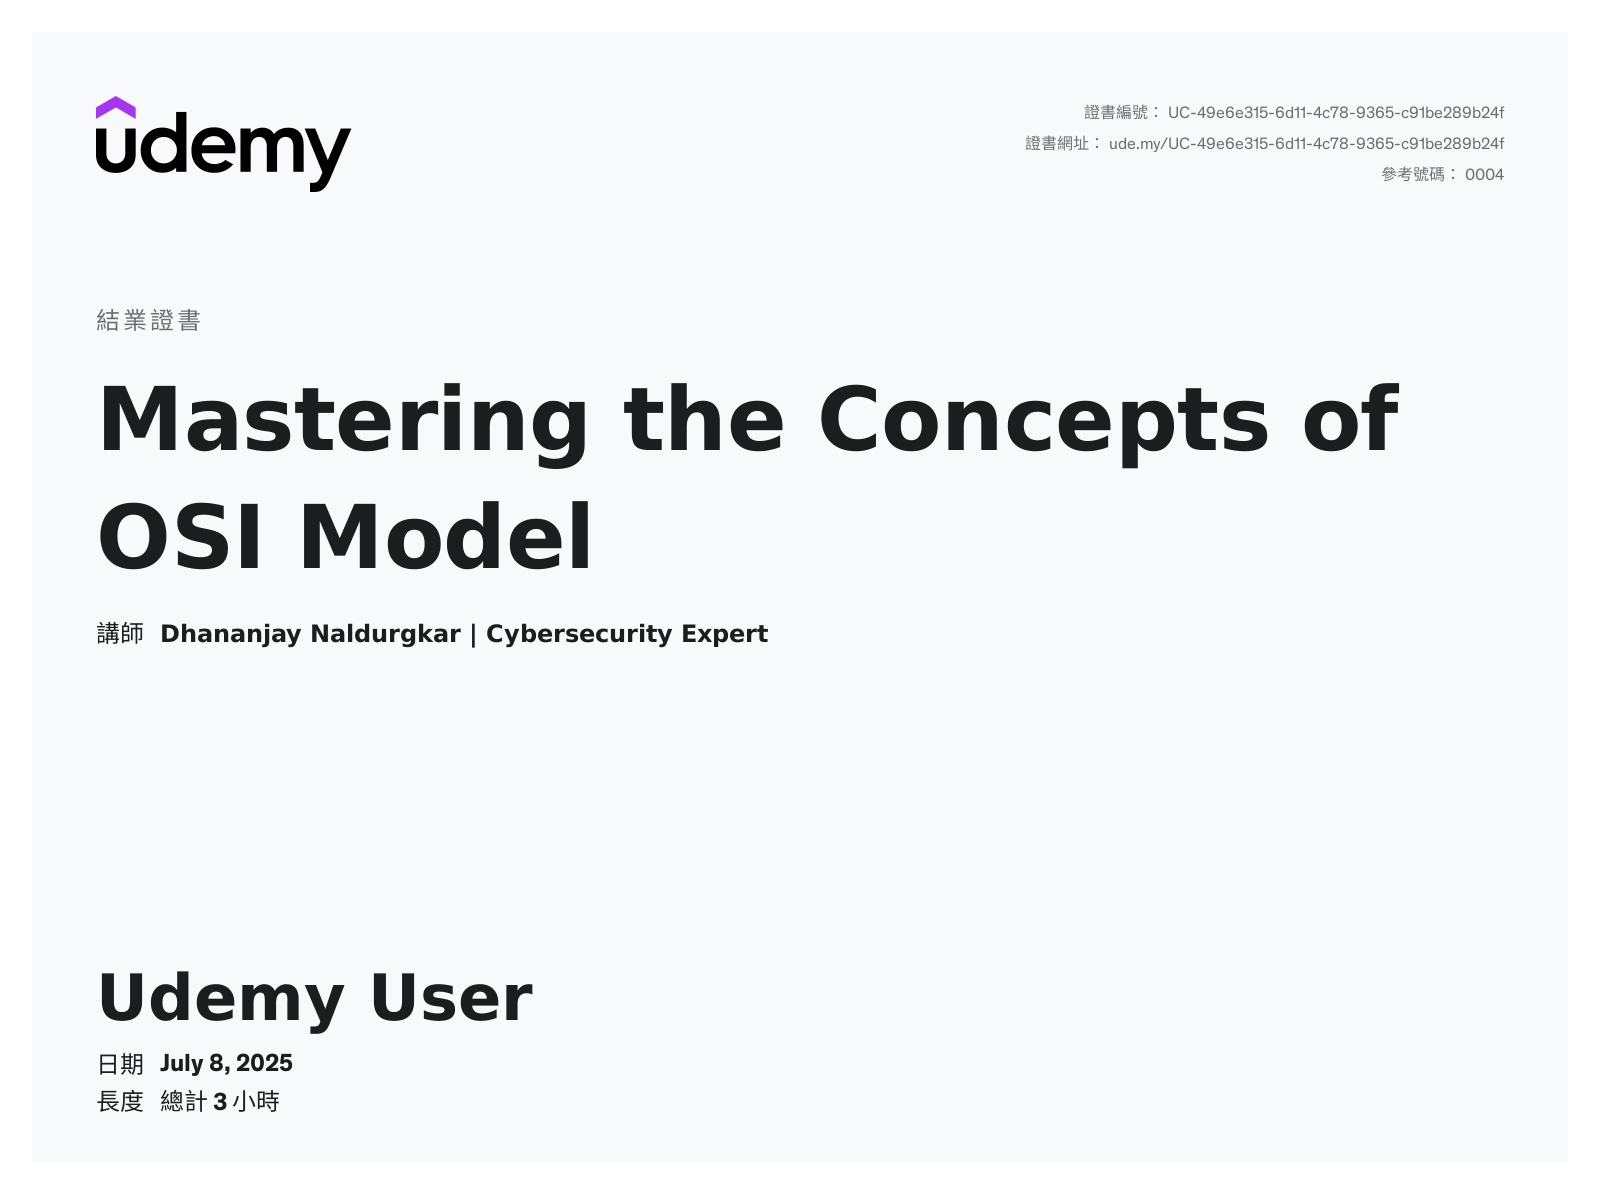 udemy
證書編號： UC-49e6e315-6d11-4c78-9365-c91be289b24f
證書網址： ude.my/UC-49e6e315-6d11-4c78-9365-c91be289b24f
參考號碼： 0004
結業證書
Mastering the Concepts of
OSI Model
講師 Dhananjay Naldurgkar | Cybersecurity Expert
Udemy User
日期 July 8, 2025
長度 總計 3 小時